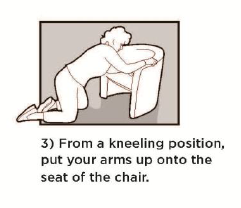 3) From a kneeling position,
put your arms up onto the
seat of the chair.